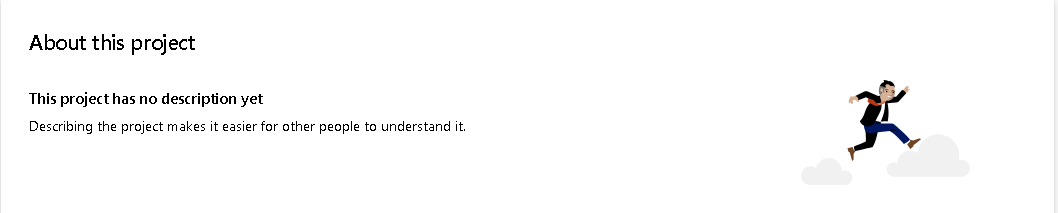 About this project
This project has no description yet
Describing the project makes it easier for other people to understand it.